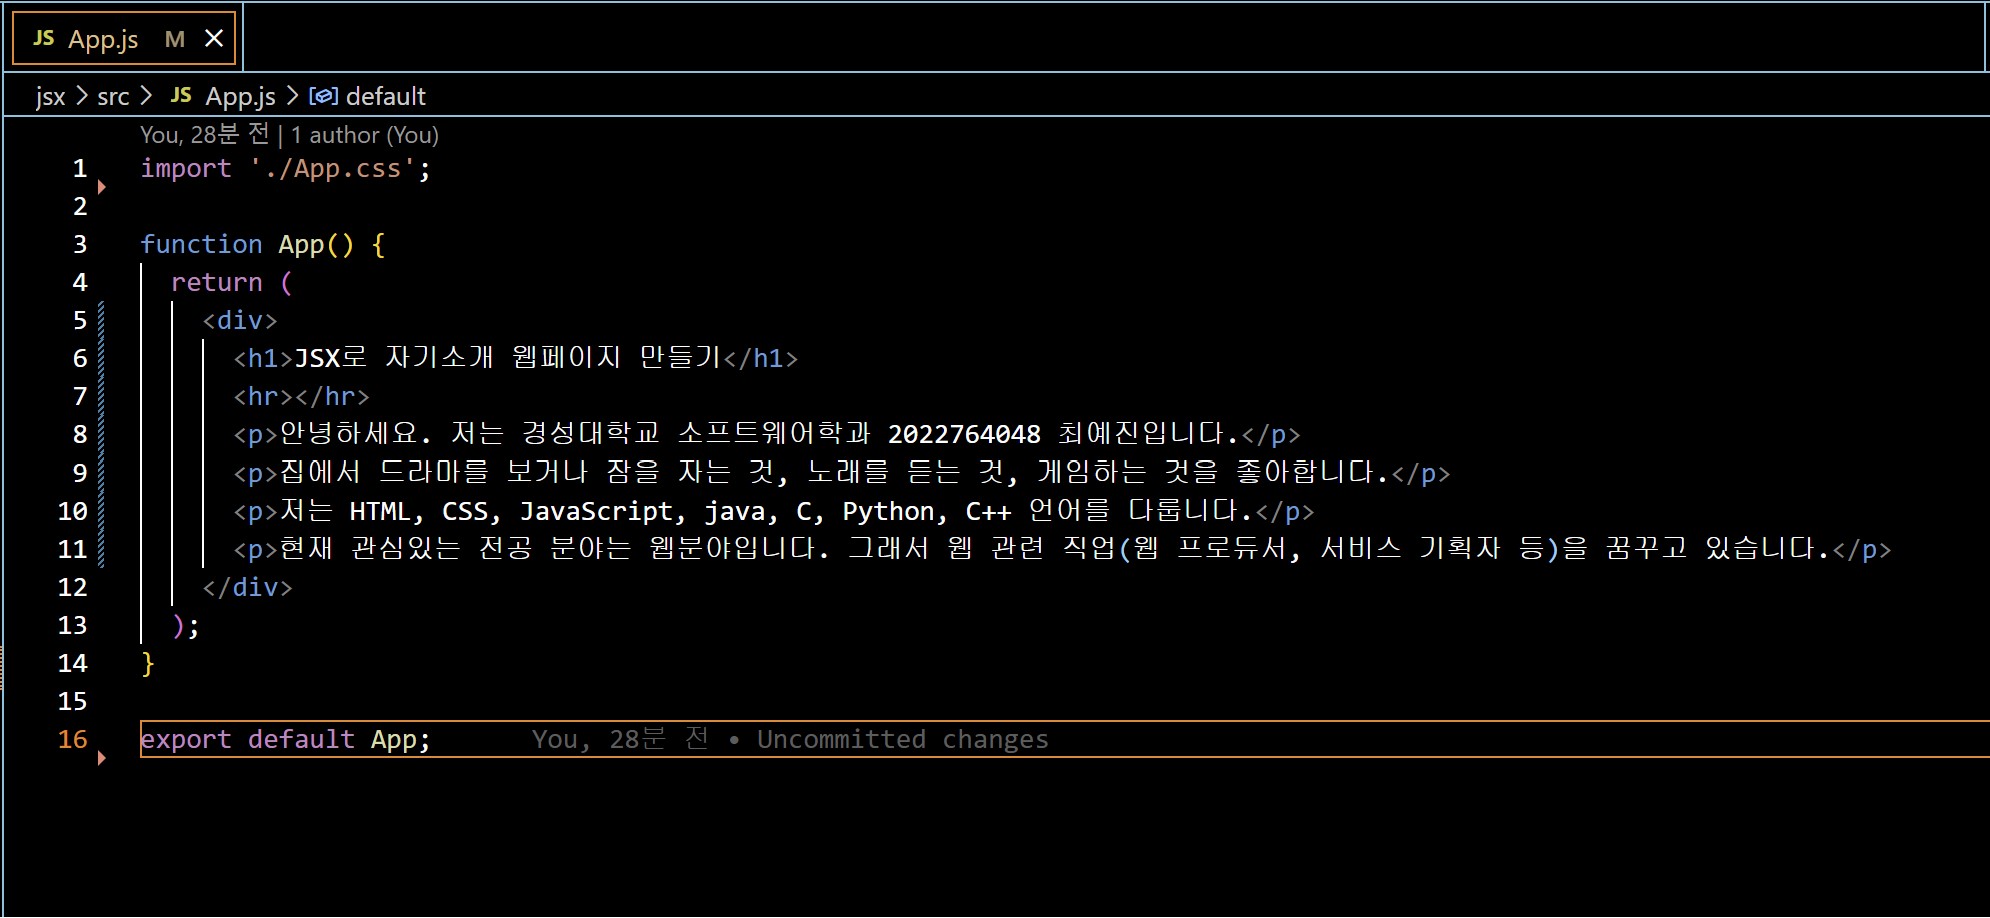 JS App.js M
jsx > src > JS App.js > default
You, 28분 전 | 1 author (You)
1 import './App.css';
2
3 function App() {
4 return (
5 <div>
6 <h1>JSX로 자기소개 웹페이지 만들기</h1>
7 <hr></hr>
8 <p>안녕하세요. 저는 경성대학교 소프트웨어학과 2022764048 최예진입니다.</p>
9 <p>집에서 드라마를 보거나 잠을 자는 것, 노래를 듣는 것, 게임하는 것을 좋아합니다.</p>
10 <p>저는 HTML, CSS, JavaScript, java, C, Python, C++ 언어를 다룹니다.</p>
11 <p>현재 관심있는 전공 분야는 웹분야입니다. 그래서 웹 관련 직업(웹 프로듀서, 서비스 기획자 등)을 꿈꾸고 있습니다.</p>
12 </div>
13 );
14 }
15
16 export default App; You, 28분 전 • Uncommitted changes